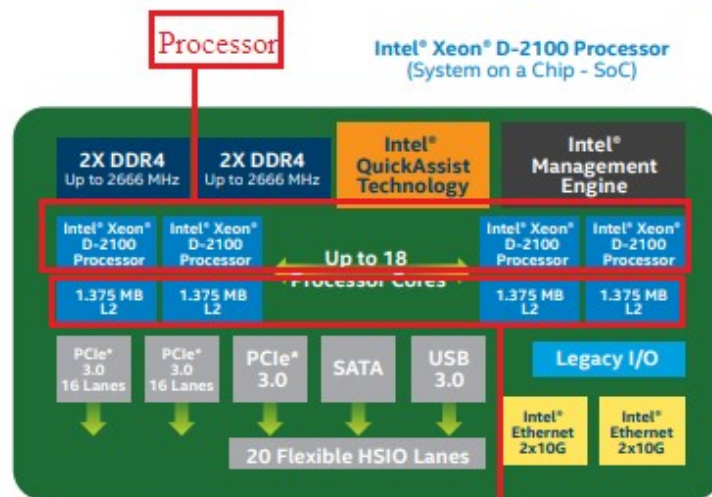 Processor
Intel® Xeon® D-2100 Processor
(System on a Chip - SoC)
2X DDR4
Up to 2666 MHz
2X DDR4
Up to 2666 MHz
Intel®
QuickAssist
Technology
Intel®
Management
Engine
Intel® Xeon®
D-2100
Processor
Intel® Xeon®
D-2100
Processor
Up to 18
Processor Cores
Intel® Xeon®
D-2100
Processor
Intel® Xeon®
D-2100
Processor
1.375 MB
L2
1.375 MB
L2
1.375 MB
L2
1.375 MB
L2
PCIe*
3.0
16 Lanes
PCIe*
3.0
16 Lanes
PCIe*
3.0
SATA
USB
3.0
Legacy I/O
Intel®
Ethernet
2x10G
Intel®
Ethernet
2x10G
20 Flexible HSIO Lanes